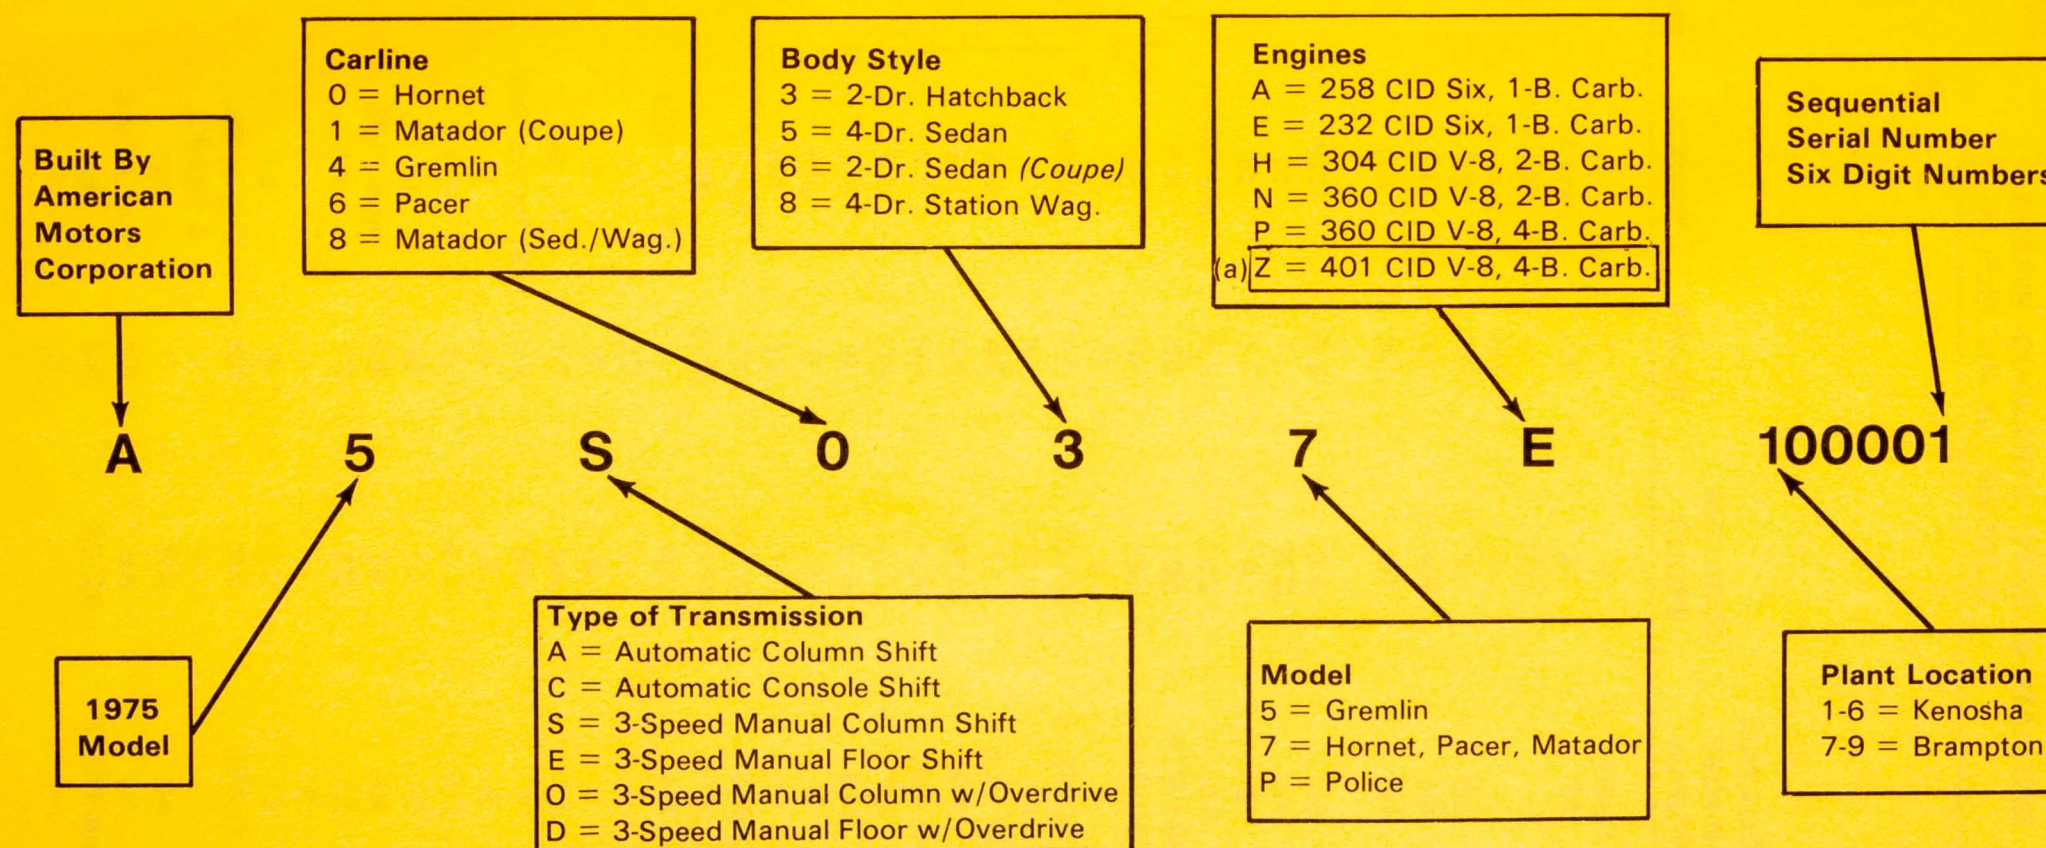 Built By
American
Motors
Corporation
Carline
0 = Hornet
1 = Matador (Coupe)
4 = Gremlin
6 = Pacer
8 = Matador (Sed./Wag.)
Body Style
3 = 2-Dr. Hatchback
5 = 4-Dr. Sedan
6 = 2-Dr. Sedan (Coupe)
8 = 4-Dr. Station Wag.
Engines
A = 258 CID Six, 1-B. Carb.
E = 232 CID Six, 1-B. Carb.
H = 304 CID V-8, 2-B. Carb.
N = 360 CID V-8, 2-B. Carb.
P = 360 CID V-8, 4-B. Carb.
(a) Z = 401 CID V-8, 4-B. Carb.
Sequential
Serial Number
Six Digit Numbers
A 5 S 0 3 7 E 100001
1975
Model
Type of Transmission
A = Automatic Column Shift
C = Automatic Console Shift
S = 3-Speed Manual Column Shift
E = 3-Speed Manual Floor Shift
O = 3-Speed Manual Column w/Overdrive
D = 3-Speed Manual Floor w/Overdrive
Model
5 = Gremlin
7 = Hornet, Pacer, Matador
P = Police
Plant Location
1-6 = Kenosha
7-9 = Brampton